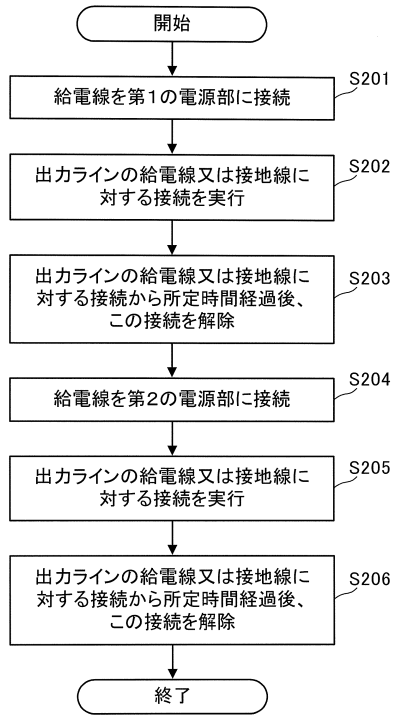 開始
S201
給電線を第1の電源部に接続
S202
出力ラインの給電線又は接地線に
対する接続を実行
S203
出力ラインの給電線又は接地線に
対する接続から所定時間経過後、
この接続を解除
S204
給電線を第2の電源部に接続
S205
出力ラインの給電線又は接地線に
対する接続を実行
S206
出力ラインの給電線又は接地線に
対する接続から所定時間経過後、
この接続を解除
終了